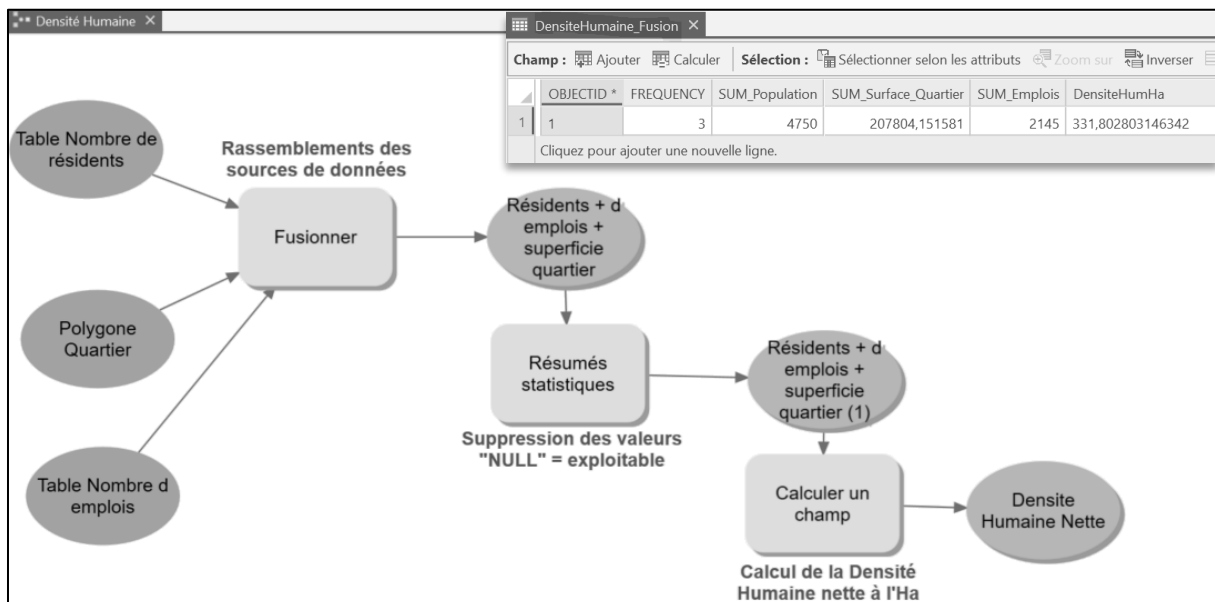 Densité Humaine
DensiteHumaine_Fusion
Champ : Ajouter Calculer Sélection : Sélectionner selon les attributs Zoom sur Inverser
OBJECTID * FREQUENCY SUM_Population SUM_Surface_Quartier SUM_Emplois DensiteHumHa
1 1 3 4750 207804,151581 2145 331,802803146342
Cliquez pour ajouter une nouvelle ligne.
Table Nombre de
résidents
Rassemblements des
sources de données
Fusionner
Résidents + d
emplois +
superficie
quartier
Polygone
Quartier
Résumés
statistiques
Résidents + d
emplois +
superficie
quartier (1)
Suppression des valeurs
"NULL" = exploitable
Table Nombre d
emplois
Calculer un
champ
Densite
Humaine Nette
Calcul de la Densité
Humaine nette à l'Ha